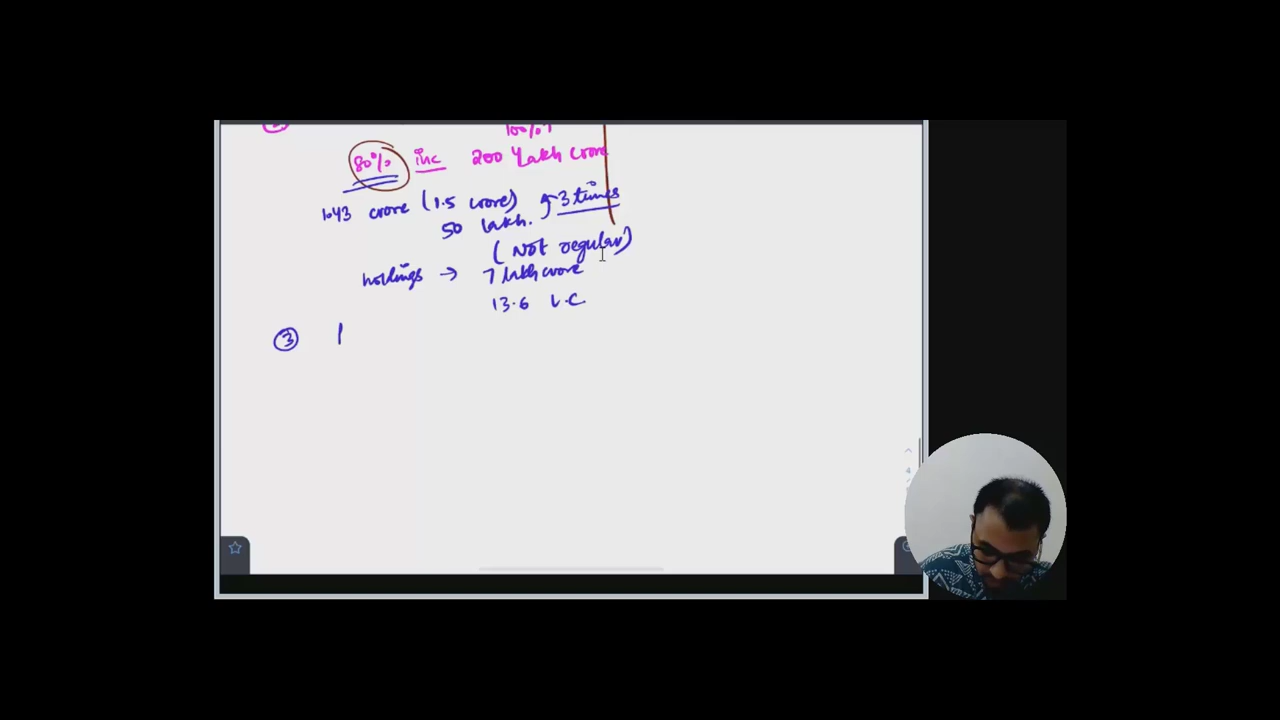 100%
80% inc 200 lakh crore
1.43 crore (1.5 crore) 3 times
50 lakh.
(Not regular)
holdings → 7 lakh crore
13.6 L.C.
③